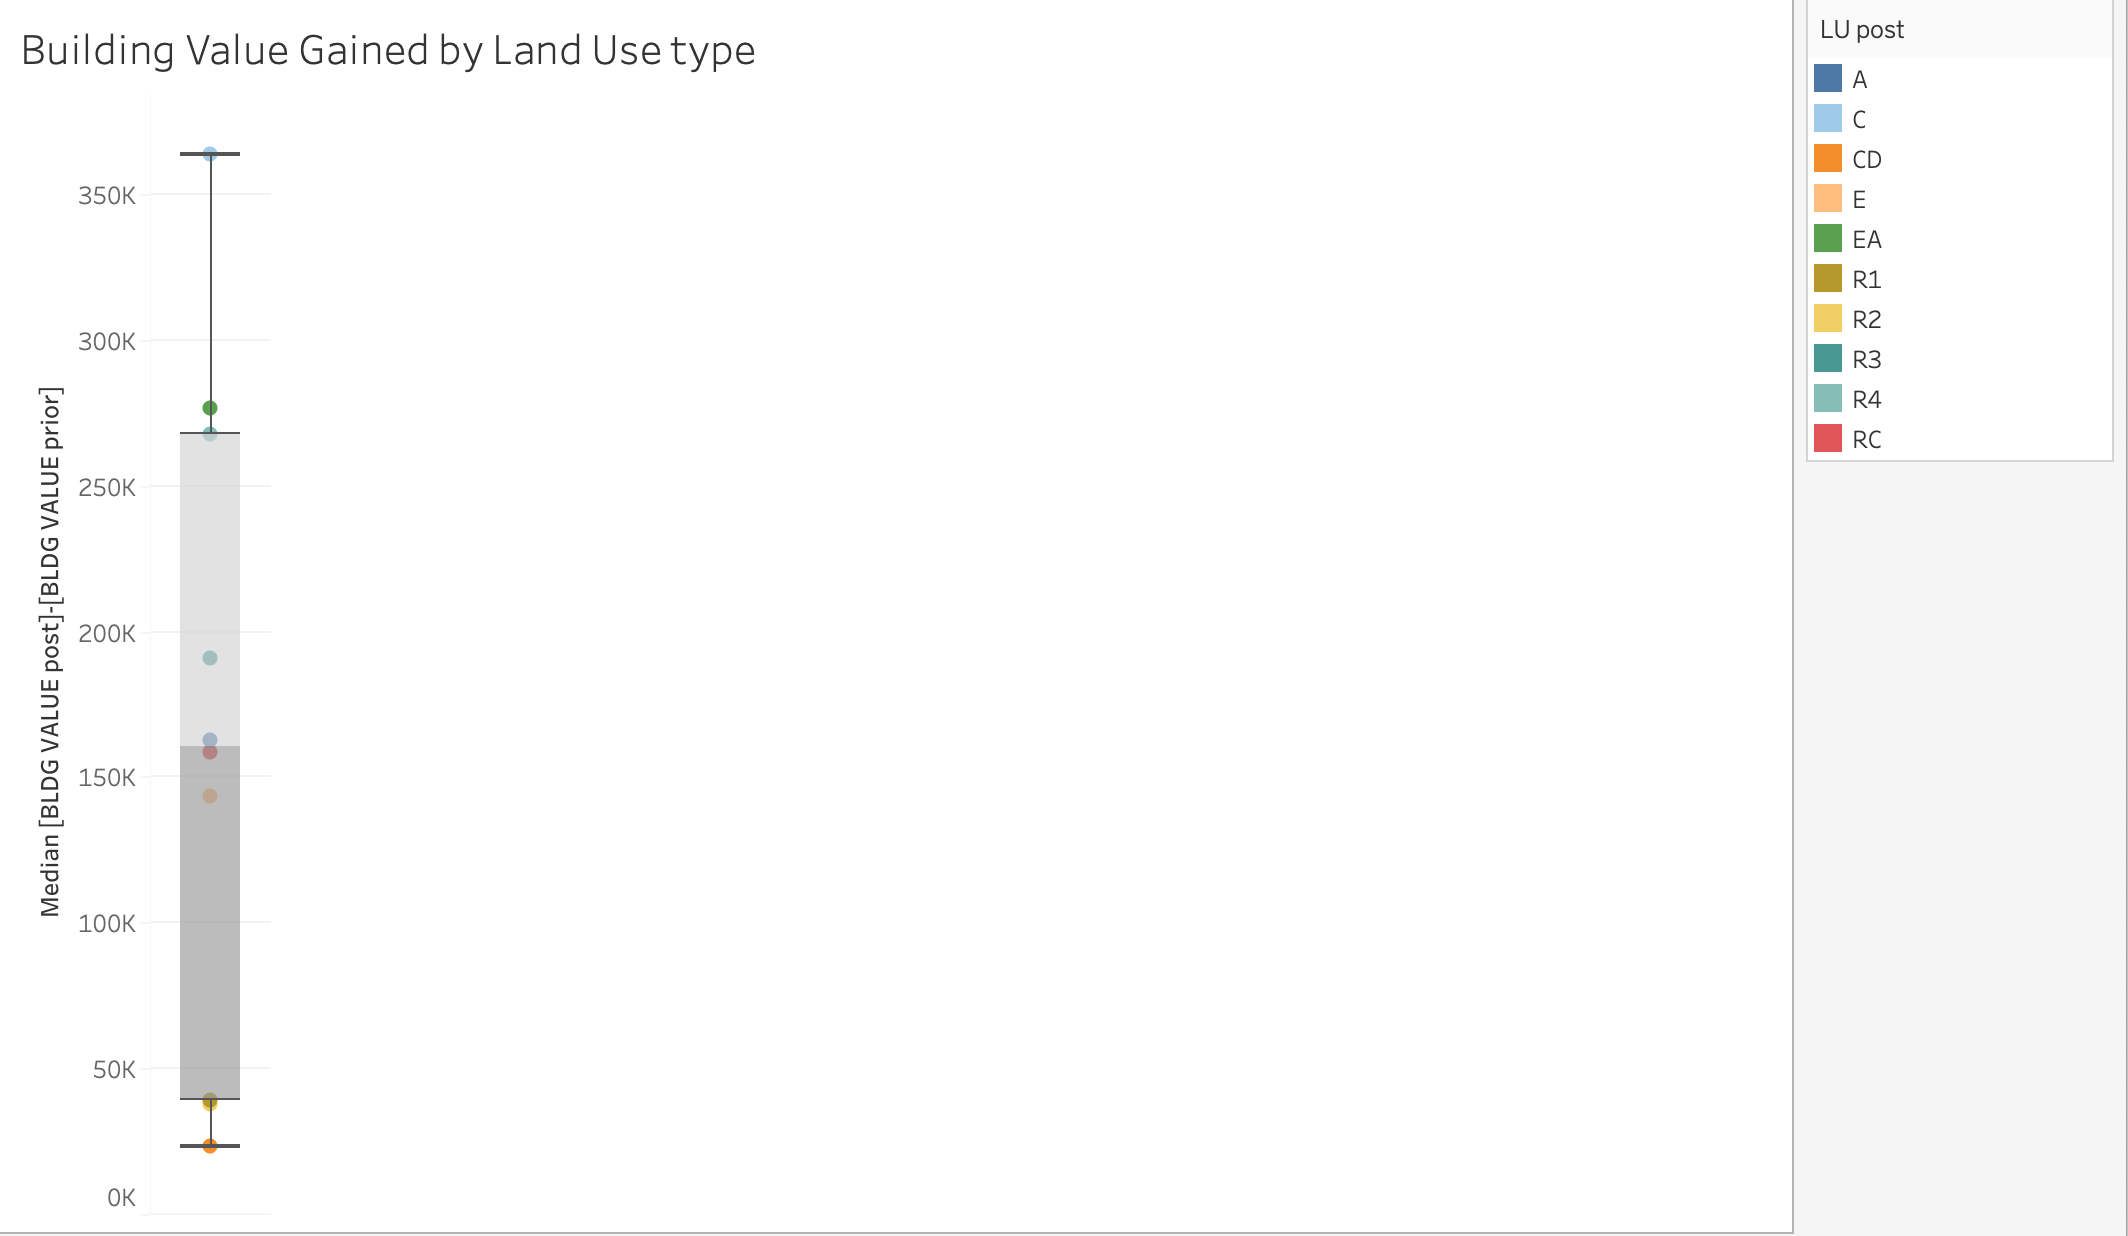 Building Value Gained by Land Use type
Median [BLDG VALUE post]-[BLDG VALUE prior]
350K
300K
250K
200K
150K
100K
50K
0K
LU post
A
C
CD
E
EA
R1
R2
R3
R4
RC